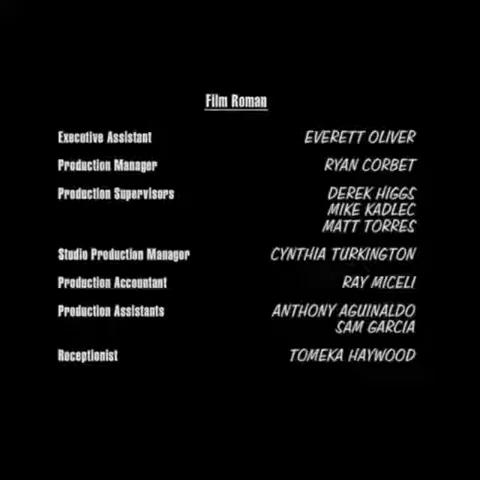 Film Roman
Executive Assistant EVERETT OLIVER
Production Manager RYAN CORBET
Production Supervisors DEREK HIGGS
MIKE KADLEC
MATT TORRES
Studio Production Manager CYNTHIA TURKINGTON
Production Accountant RAY MICELI
Production Assistants ANTHONY AGUINALDO
SAM GARCIA
Receptionist TOMEKA HAYWOOD